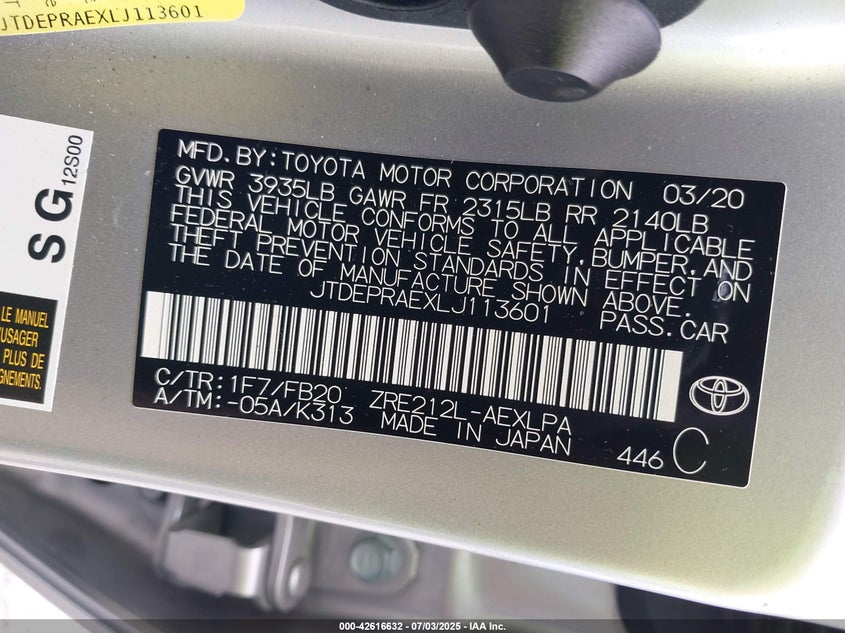 JTDEPRAEXLJ113601
SG
12S00
LE MANUEL
PLUS DE
MFD.BY:TOYOTA MOTOR CORPORATION 03/20
GVWR 3935LB GAWR FR 2315LB RR 2140LB
THIS VEHICLE CONFORMS TO ALL APPLICABLE
FEDERAL MOTOR VEHICLE SAFETY,BUMPER,AND
THEFT PREVENTION STANDARDS IN EFFECT ON
THE DATE OF MANUFACTURE SHOWN ABOVE.
JTDEPRAEXLJ113601 PASS.CAR
C/TR:1F7/FB20 ZRE212L-AEXLPA
A/TM:-05A/K313 MADE IN JAPAN
446 C
000-42616632 - 07/03/2025 - IAA Inc.